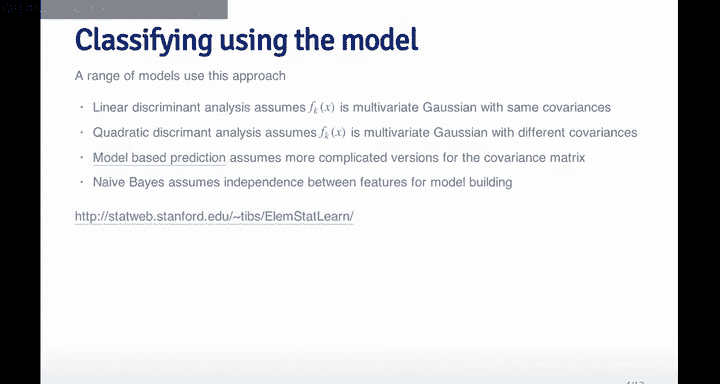 Classifying using the model
A range of models use this approach
· Linear discriminant analysis assumes fₖ(x) is multivariate Gaussian with same covariances
· Quadratic discrimant analysis assumes fₖ(x) is multivariate Gaussian with different covariances
· Model based prediction assumes more complicated versions for the covariance matrix
· Naive Bayes assumes independence between features for model building
http://statweb.stanford.edu/~tibs/ElemStatLearn/